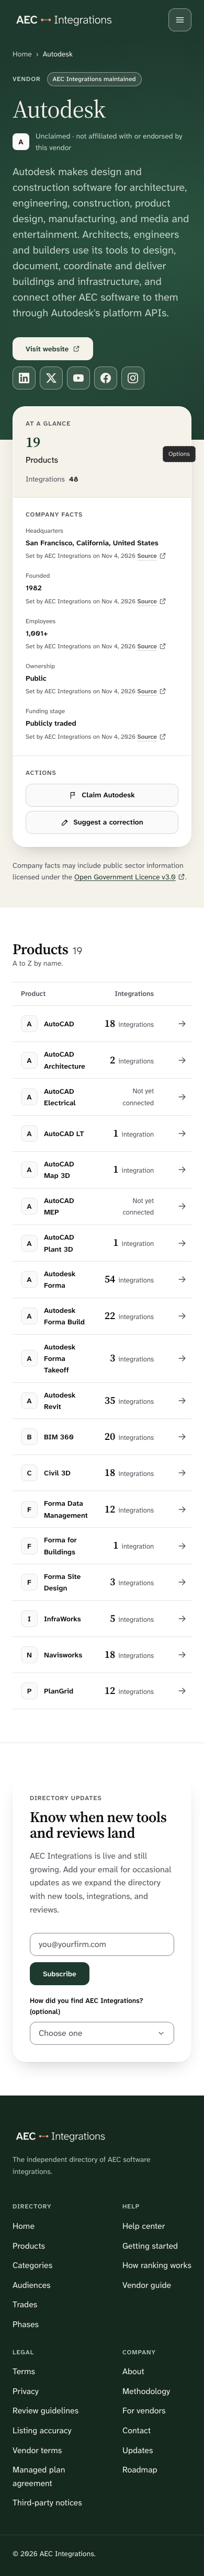 AEC Integrations
Home › Autodesk
VENDOR AEC Integrations maintained
Autodesk
A
Unclaimed · not affiliated with or endorsed by
this vendor
Autodesk makes design and
construction software for architecture,
engineering, construction, product
design, manufacturing, and media and
entertainment. Architects, engineers
and builders use its tools to design,
document, coordinate and deliver
buildings and infrastructure, and
connect other AEC software to them
through Autodesk's platform APIs.
Visit website
AT A GLANCE
19
Products
Options
Integrations 48
COMPANY FACTS
Headquarters
San Francisco, California, United States
Set by AEC Integrations on Nov 4, 2026 Source
Founded
1982
Set by AEC Integrations on Nov 4, 2026 Source
Employees
1,001+
Set by AEC Integrations on Nov 4, 2026 Source
Ownership
Public
Set by AEC Integrations on Nov 4, 2026 Source
Funding stage
Publicly traded
Set by AEC Integrations on Nov 4, 2026 Source
ACTIONS
Claim Autodesk
Suggest a correction
Company facts may include public sector information
licensed under the Open Government Licence v3.0.
Products 19
A to Z by name.
Product Integrations
A AutoCAD 18 integrations
A AutoCAD
Architecture 2 integrations
A AutoCAD
Electrical Not yet
connected
A AutoCAD LT 1 integration
A AutoCAD
Map 3D 1 integration
A AutoCAD
MEP Not yet
connected
A AutoCAD
Plant 3D 1 integration
A Autodesk
Forma 54 integrations
A Autodesk
Forma Build 22 integrations
A Autodesk
Forma
Takeoff 3 integrations
A Autodesk
Revit 35 integrations
B BIM 360 20 integrations
C Civil 3D 18 integrations
F Forma Data
Management 12 integrations
F Forma for
Buildings 1 integration
F Forma Site
Design 3 integrations
I InfraWorks 5 integrations
N Navisworks 18 integrations
P PlanGrid 12 integrations
DIRECTORY UPDATES
Know when new tools
and reviews land
AEC Integrations is live and still
growing. Add your email for occasional
updates as we expand the directory
with new tools, integrations, and
reviews.
you@yourfirm.com
Subscribe
How did you find AEC Integrations?
(optional)
Choose one
AEC Integrations
The independent directory of AEC software
integrations.
DIRECTORY
Home
Products
Categories
Audiences
Trades
Phases
HELP
Help center
Getting started
How ranking works
Vendor guide
LEGAL
Terms
Privacy
Review guidelines
Listing accuracy
Vendor terms
Managed plan
agreement
Third-party notices
COMPANY
About
Methodology
For vendors
Contact
Updates
Roadmap
© 2026 AEC Integrations.